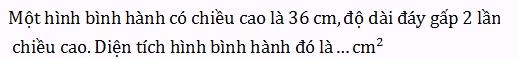 Một hình bình hành có chiều cao là 36 cm, độ dài đáy gấp 2 lần
chiều cao. Diện tích hình bình hành đó là ... cm²